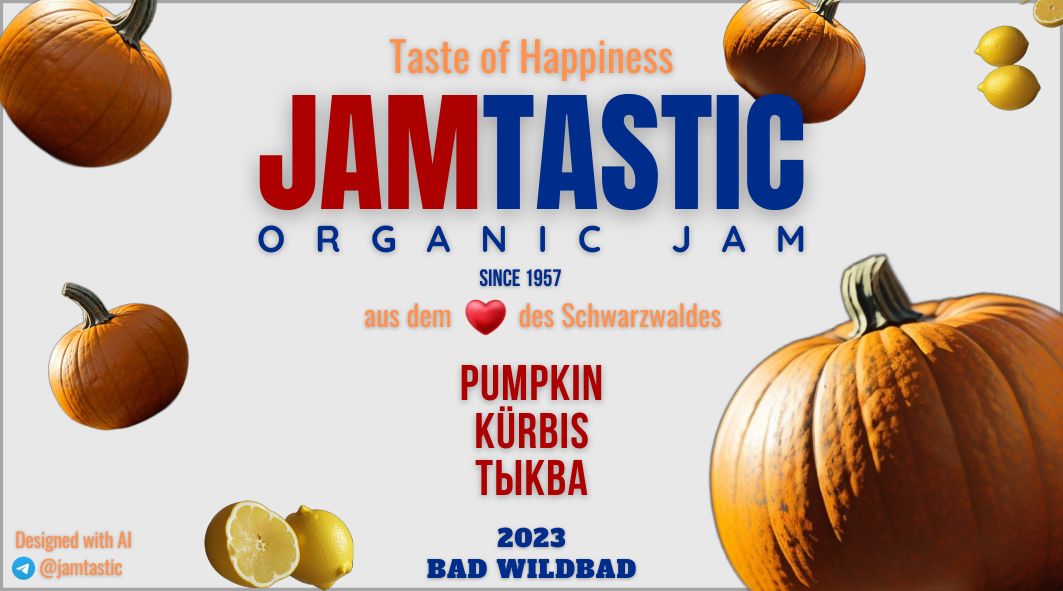 Taste of Happiness
JAMTASTIC
ORGANIC JAM
SINCE 1957
aus dem ❤️ des Schwarzwaldes
PUMPKIN
KÜRBIS
ТЫКВА
2023
BAD WILDBAD
Designed with AI
@jamtastic